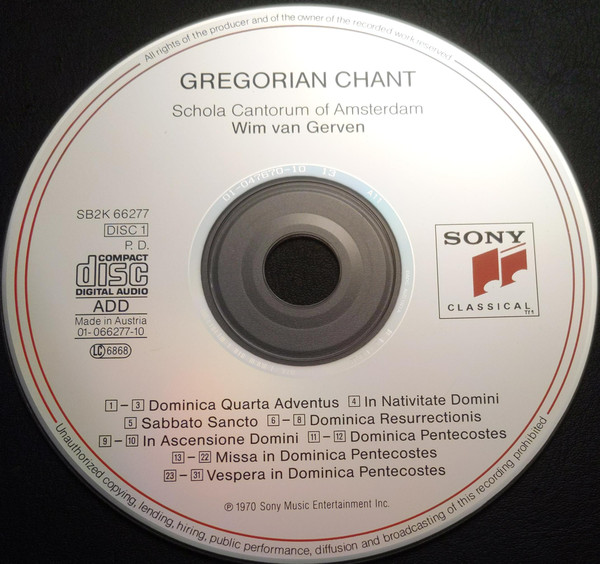 All rights of the producer and of the owner of the recorded work reserved
GREGORIAN CHANT
Schola Cantorum of Amsterdam
Wim van Gerven
01-047670-10 13 A11
SB2K 66277
DISC 1
P. D.
COMPACT
disc
DIGITAL AUDIO
ADD
Made in Austria
01-066277-10
LC 6868
SONY
CLASSICAL
1 – 3 Dominica Quarta Adventus 4 In Nativitate Domini
5 Sabbato Sancto 6 – 8 Dominica Resurrectionis
9 – 10 In Ascensione Domini 11 – 12 Dominica Pentecostes
13 – 22 Missa in Dominica Pentecostes
23 – 31 Vespera in Dominica Pentecostes
℗ 1970 Sony Music Entertainment Inc.
Unauthorized copying, lending, hiring, public performance, diffusion and broadcasting of this recording prohibited